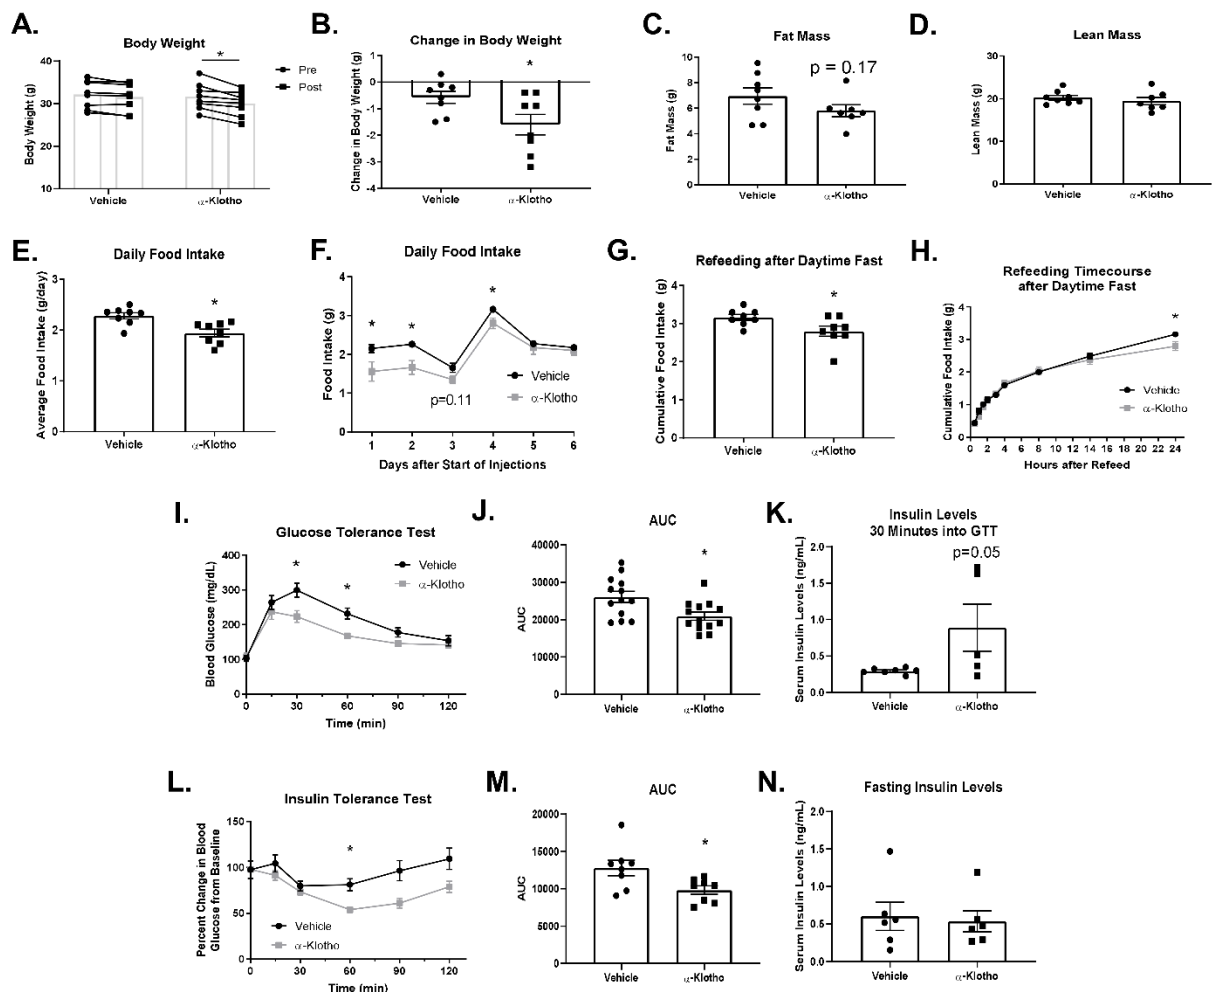 A.
Body Weight
*
Pre
Post
Body Weight (g)
40
30
20
10
Vehicle
α-Klotho
B.
Change in Body Weight
*
Change in Body Weight (g)
1
0
-1
-2
-3
-4
Vehicle
α-Klotho
C.
Fat Mass
p = 0.17
Fat Mass (g)
10
8
6
4
2
0
Vehicle
α-Klotho
D.
Lean Mass
Lean Mass (g)
30
20
10
0
Vehicle
α-Klotho
E.
Daily Food Intake
*
Average Food Intake (g/day)
3
2
1
0
Vehicle
α-Klotho
F.
Daily Food Intake
*
*
*
Food Intake (g)
4
3
2
1
0
Vehicle
α-Klotho
p=0.11
1 2 3 4 5 6
Days after Start of Injections
G.
Refeeding after Daytime Fast
*
Cumulative Food Intake (g)
4
3
2
1
0
Vehicle
α-Klotho
H.
Refeeding Timecourse
after Daytime Fast
*
Cumulative Food Intake (g)
4
3
2
1
0
Vehicle
α-Klotho
0 2 4 6 8 10 12 14 16 18 20 22 24
Hours after Refeed
I.
Glucose Tolerance Test
*
*
Vehicle
α-Klotho
Blood Glucose (mg/dL)
400
300
200
100
0
0 30 60 90 120
Time (min)
J.
AUC
*
AUC
40000
30000
20000
10000
0
Vehicle
α-Klotho
K.
Insulin Levels
30 Minutes into GTT
p=0.05
Serum Insulin Levels (ng/mL)
2.0
1.5
1.0
0.5
0.0
Vehicle
α-Klotho
L.
Insulin Tolerance Test
*
Percent Change in Blood
Glucose from Baseline
150
100
50
0
Vehicle
α-Klotho
0 30 60 90 120
Time (min)
M.
AUC
*
AUC
20000
15000
10000
5000
0
Vehicle
α-Klotho
N.
Fasting Insulin Levels
Serum Insulin Levels (ng/mL)
2.0
1.5
1.0
0.5
0.0
Vehicle
α-Klotho